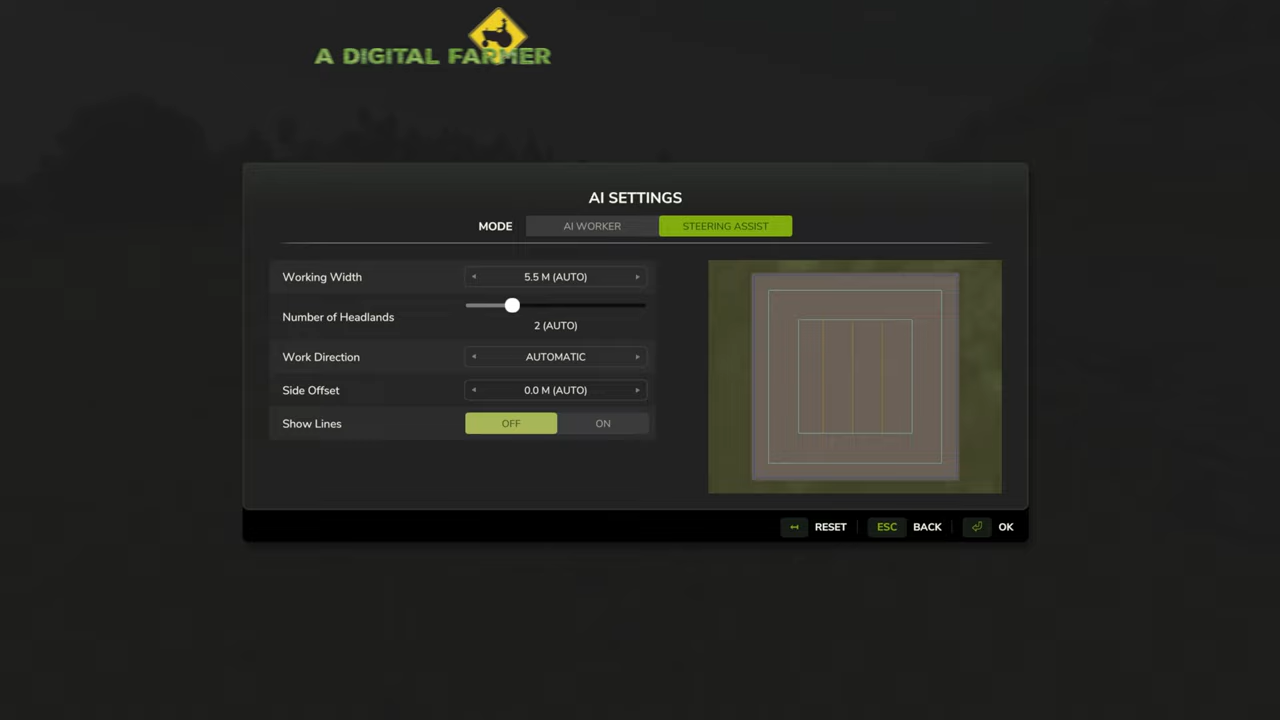 A DIGITAL FARMER
AI SETTINGS
MODE AI WORKER STEERING ASSIST
Working Width 5.5 M (AUTO)
Number of Headlands
2 (AUTO)
Work Direction AUTOMATIC
Side Offset 0.0 M (AUTO)
Show Lines OFF ON
RESET ESC BACK OK